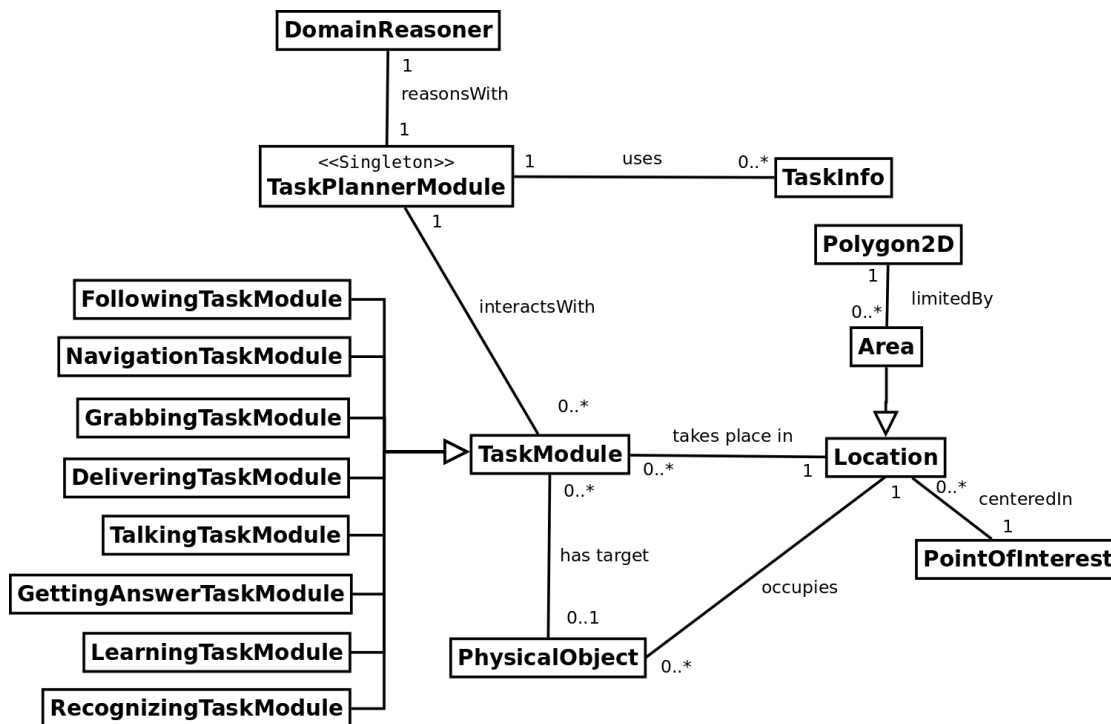 DomainReasoner
1
reasonsWith
1
<<Singleton>>
TaskPlannerModule
1
uses
0..*
TaskInfo
1
Polygon2D
1
limitedBy
0..*
Area
FollowingTaskModule
interactsWith
NavigationTaskModule
GrabbingTaskModule
0..*
TaskModule
takes place in
0..*
1
Location
1
0..*
centeredIn
1
PointOfInterest
DeliveringTaskModule
0..*
TalkingTaskModule
has target
occupies
GettingAnswerTaskModule
0..1
LearningTaskModule
PhysicalObject
0..*
RecognizingTaskModule